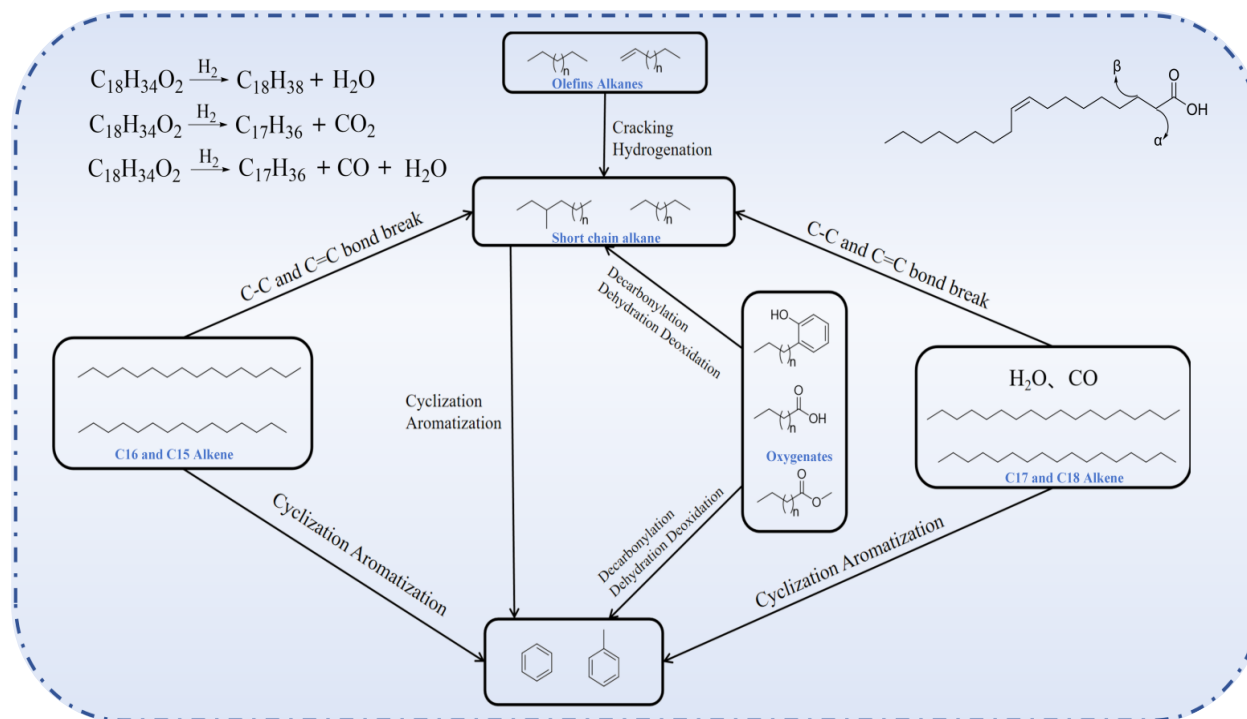 C18H34O2 H2 C18H38 + H2O
C18H34O2 H2 C17H36 + CO2
C18H34O2 H2 C17H36 + CO + H2O
n
n
Olefins Alkanes
β
O
OH
α
Cracking
Hydrogenation
n
n
Short chain alkane
C-C and C=C bond break
C-C and C=C bond break
Decarbonylation
Dehydration Deoxidation
HO
n
O
OH
n
Oxygenates
O
O
n
C16 and C15 Alkene
Cyclization
Aromatization
H2O、CO
C17 and C18 Alkene
Cyclization Aromatization
Decarbonylation
Dehydration Deoxidation
Cyclization Aromatization